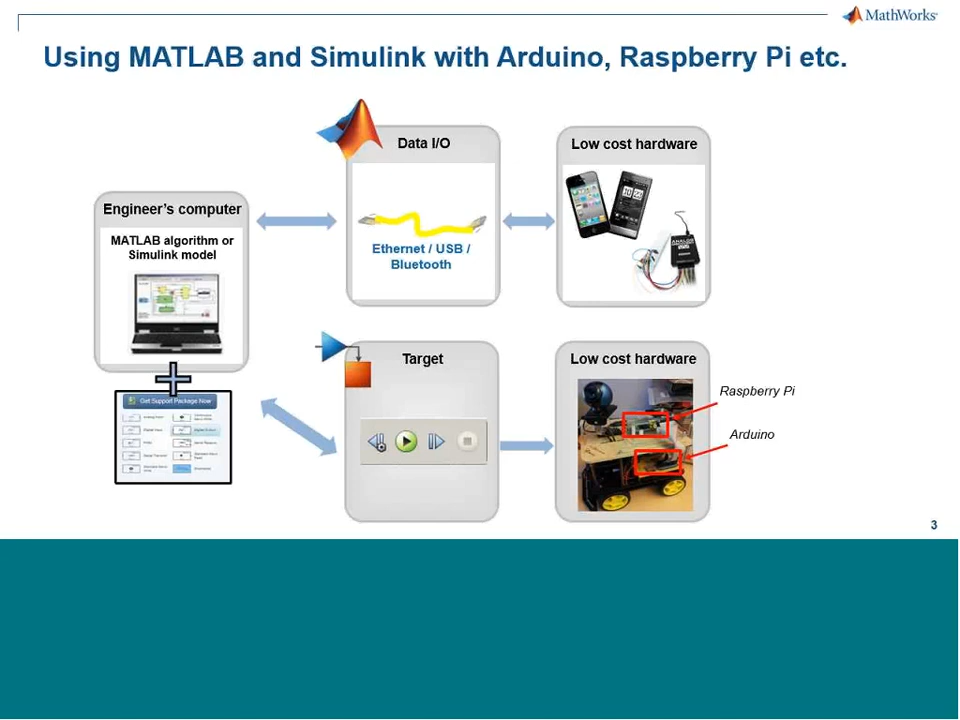 MathWorks
Using MATLAB and Simulink with Arduino, Raspberry Pi etc.
Engineer's computer
MATLAB algorithm or
Simulink model
Get Support Package Now
Data I/O
Ethernet / USB /
Bluetooth
Low cost hardware
ANALOG
Target
Low cost hardware
Raspberry Pi
Arduino
3